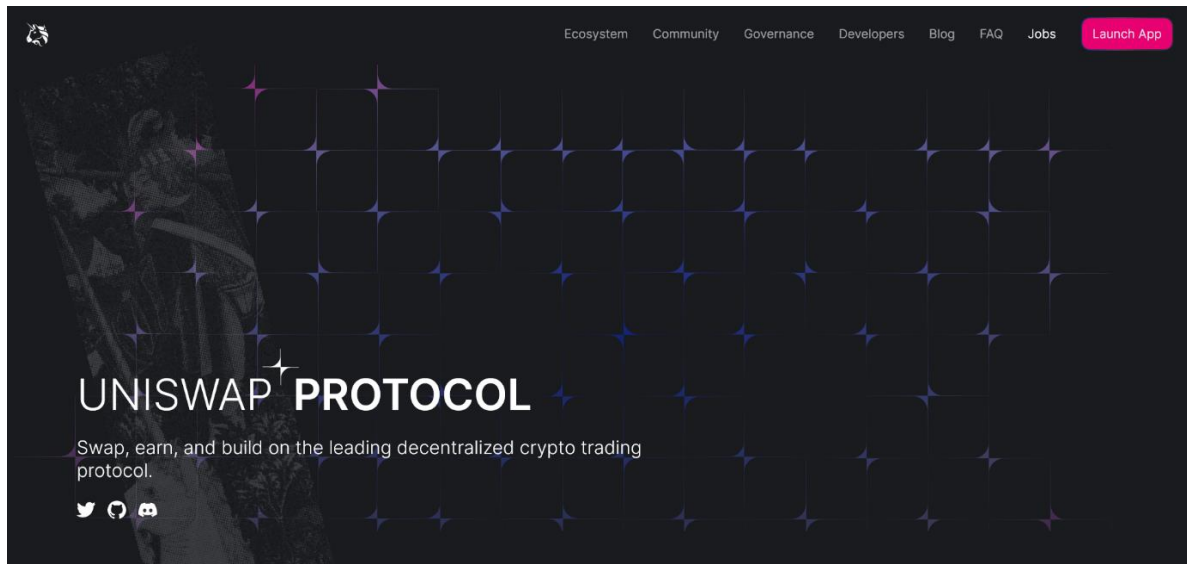 Ecosystem Community Governance Developers Blog FAQ Jobs Launch App
UNISWAP PROTOCOL
Swap, earn, and build on the leading decentralized crypto trading
protocol.